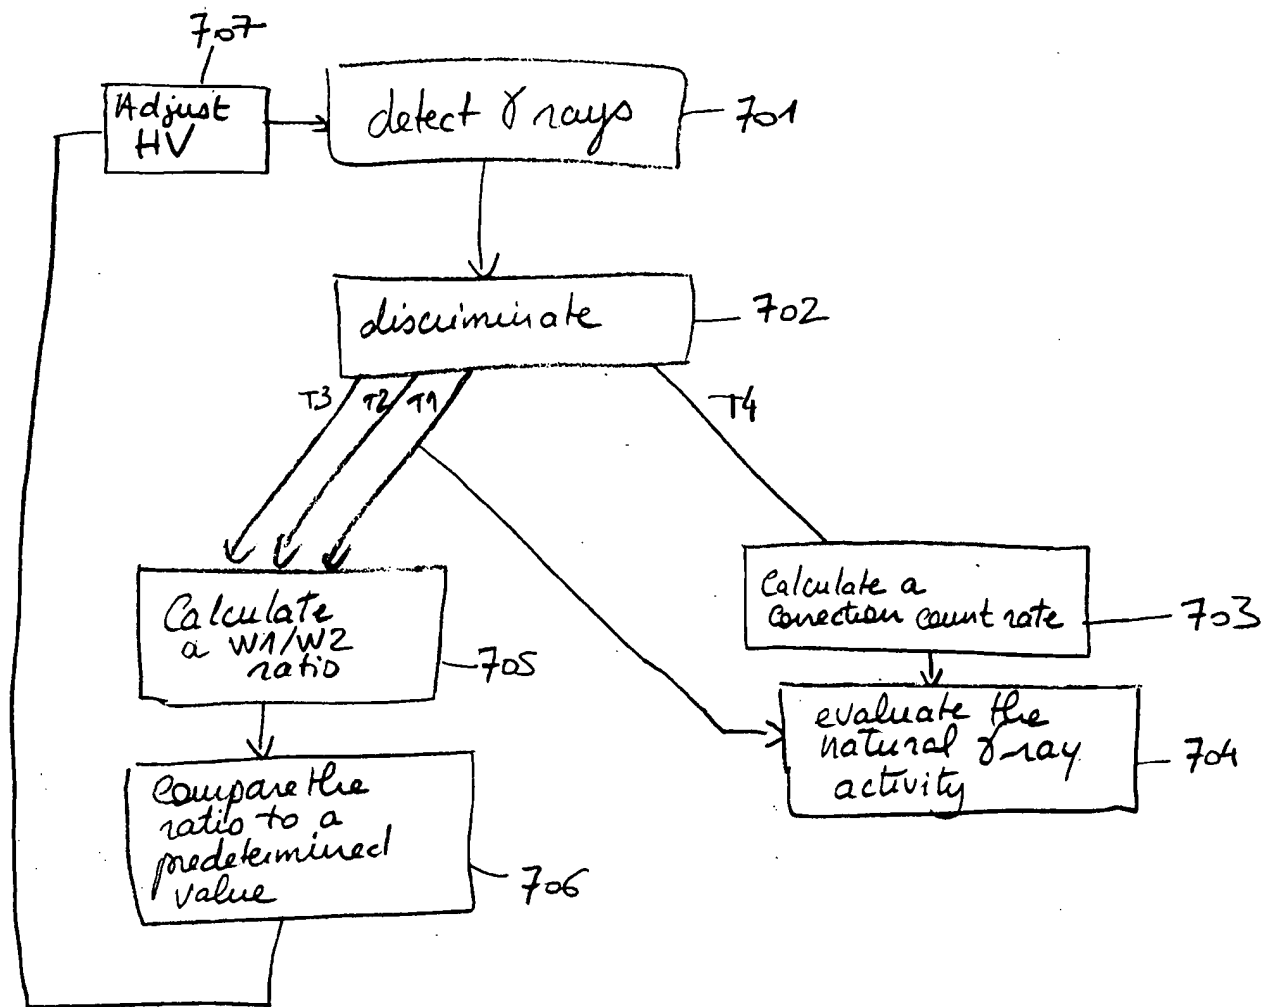 707
Adjust
HV
detect γ rays
701
discriminate
702
T3
T2
T1
T4
Calculate
a W1/W2
ratio
705
Calculate a
correction count rate
703
evaluate the
natural γ ray
activity
704
Compare the
ratio to a
predetermined
value
706